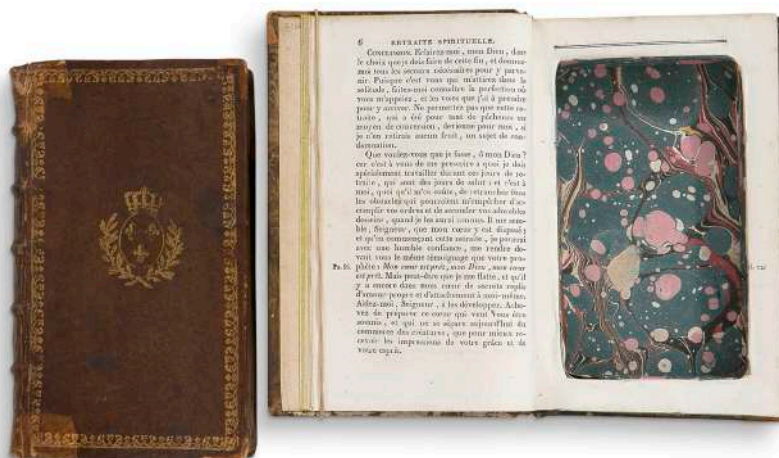 6 RETRAITE SPIRITUELLE.
CONCLUSION. Eclairez-moi, mon Dieu, dans
le choix que je dois faire de cette fin, et donnez-
moi tous les secours nécessaires pour y parve-
nir. Puisque c'est vous qui m'attirez dans la
solitude, faites-moi connaître la perfection où
vous m'appelez, et les voies que j'ai à prendre
pour y arriver. Ne permettez pas que cette re-
traite, qui a été pour tant de pécheurs un
moyen de conversion, devienne pour moi, si
je n'en retirais aucun fruit, un sujet de con-
damnation.
Que voulez-vous que je fasse, ô mon Dieu?
car c'est à vous de me prescrire à quoi je dois
spécialement travailler durant ces jours de re-
traite, qui sont des jours de salut; et c'est à
moi, quoi qu'il m'en coûte, de retrancher tous
les obstacles qui pourroient m'empêcher d'ac-
complir vos ordres et de seconder vos adorables
desseins, quand je les aurai connus. Il me sem-
ble, Seigneur, que mon cœur y est disposé;
et qu'en commençant cette retraite, je pourrai
avec une humble confiance, me rendre de-
vant vous le même témoignage que votre pro-
phète: Mon cœur est prêt, mon Dieu, mon cœur
Ps. 56. est prêt. Mais peut-être que je me flatte, et qu'il
y a encore dans mon cœur de secrets replis
d'amour-propre et d'attachement à moi-même.
Aidez-moi, Seigneur, à les développer. Ache-
vez de préparer ce cœur qui veut vous être
soumis, et qui ne se sépare aujourd'hui du
commerce des créatures, que pour mieux re-
cevoir les impressions de votre grâce et de
votre esprit.